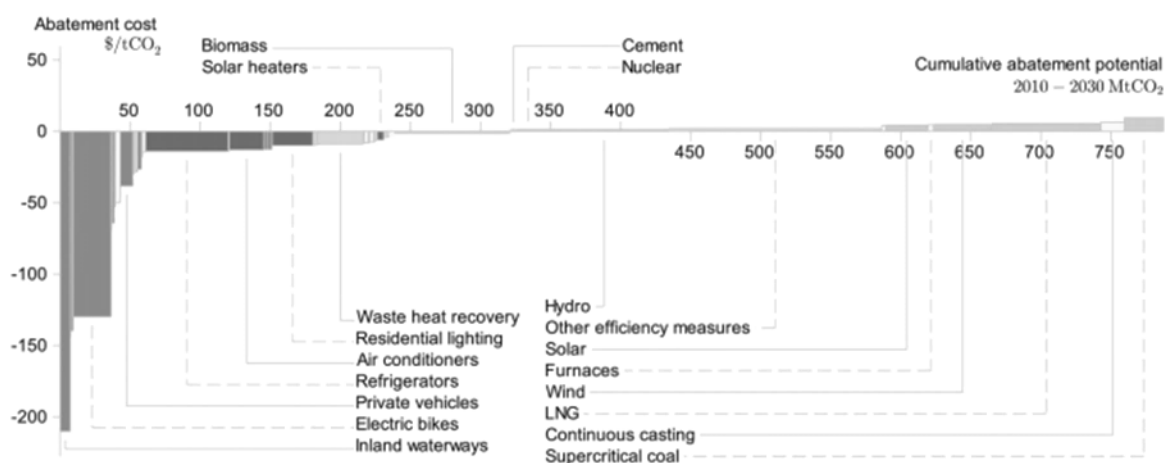 Abatement cost
$/tCO2
Biomass
Cement
Solar heaters
Nuclear
Cumulative abatement potential
2010 – 2030 MtCO2
50
50 100 150 200 250 300 350 400
0
450 500 550 600 650 700 750
-50
-100
-150
-200
Waste heat recovery
Residential lighting
Air conditioners
Refrigerators
Private vehicles
Electric bikes
Inland waterways
Hydro
Other efficiency measures
Solar
Furnaces
Wind
LNG
Continuous casting
Supercritical coal